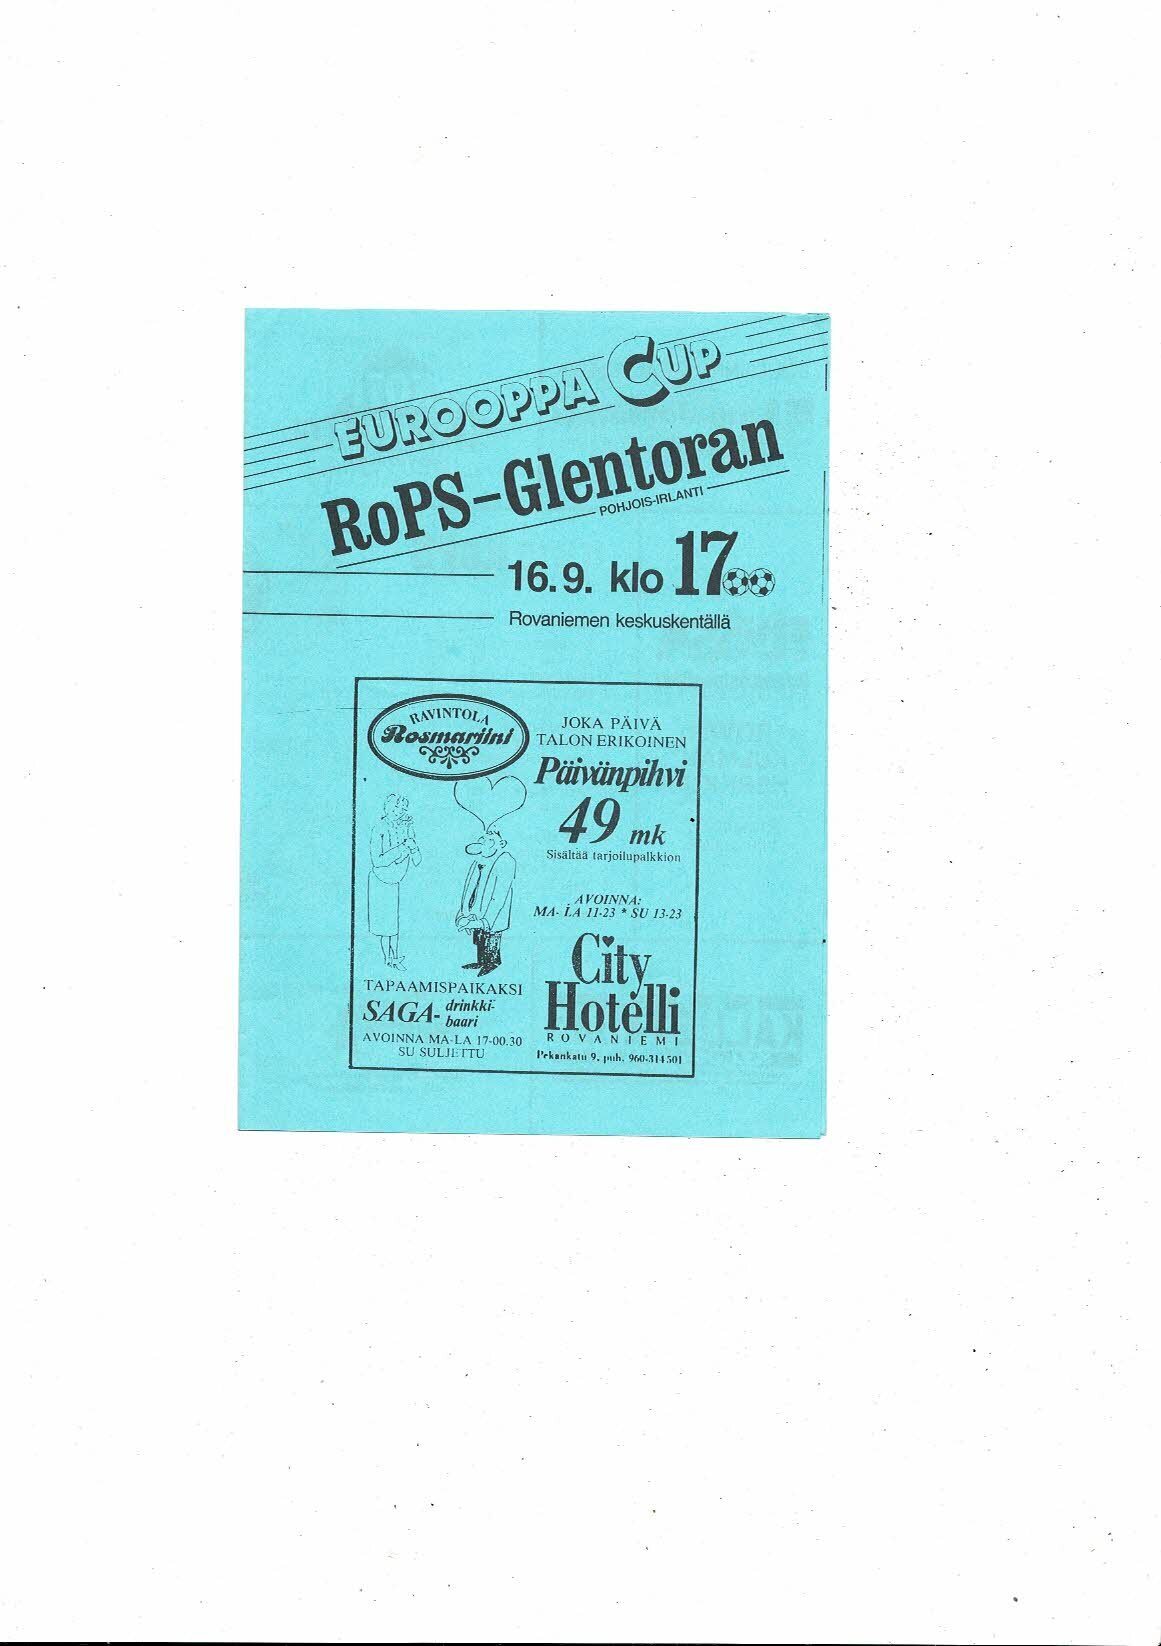 EUROOPPA CUP
RoPS-Glentoran
POHJOIS-IRLANTI
16.9. klo 17.00
Rovaniemen keskuskentällä
RAVINTOLA
Rosmariini
JOKA PÄIVÄ
TALON ERIKOINEN
Päivänpihvi
49 mk
Sisältää tarjoilupalkkion
AVOINNA:
MA-LA 11-23 * SU 13-23
City
Hotelli
ROVANIEMI
Pekankatu 9, puh. 960-314501
TAPAAMISPAIKAKSI
SAGA- drinkki-
baari
AVOINNA MA-LA 17-00.30
SU SULJETTU